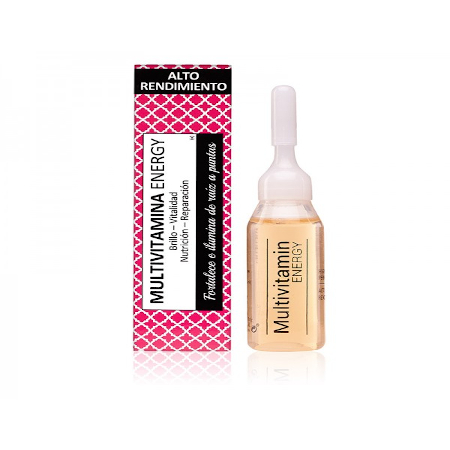 ALTO
RENDIMIENTO
MULTIVITAMINA ENERGY
Brillo – Vitalidad
Nutrición – Reparación
Fortalece e ilumina de raíz a puntas
Multivitamin
ENERGY